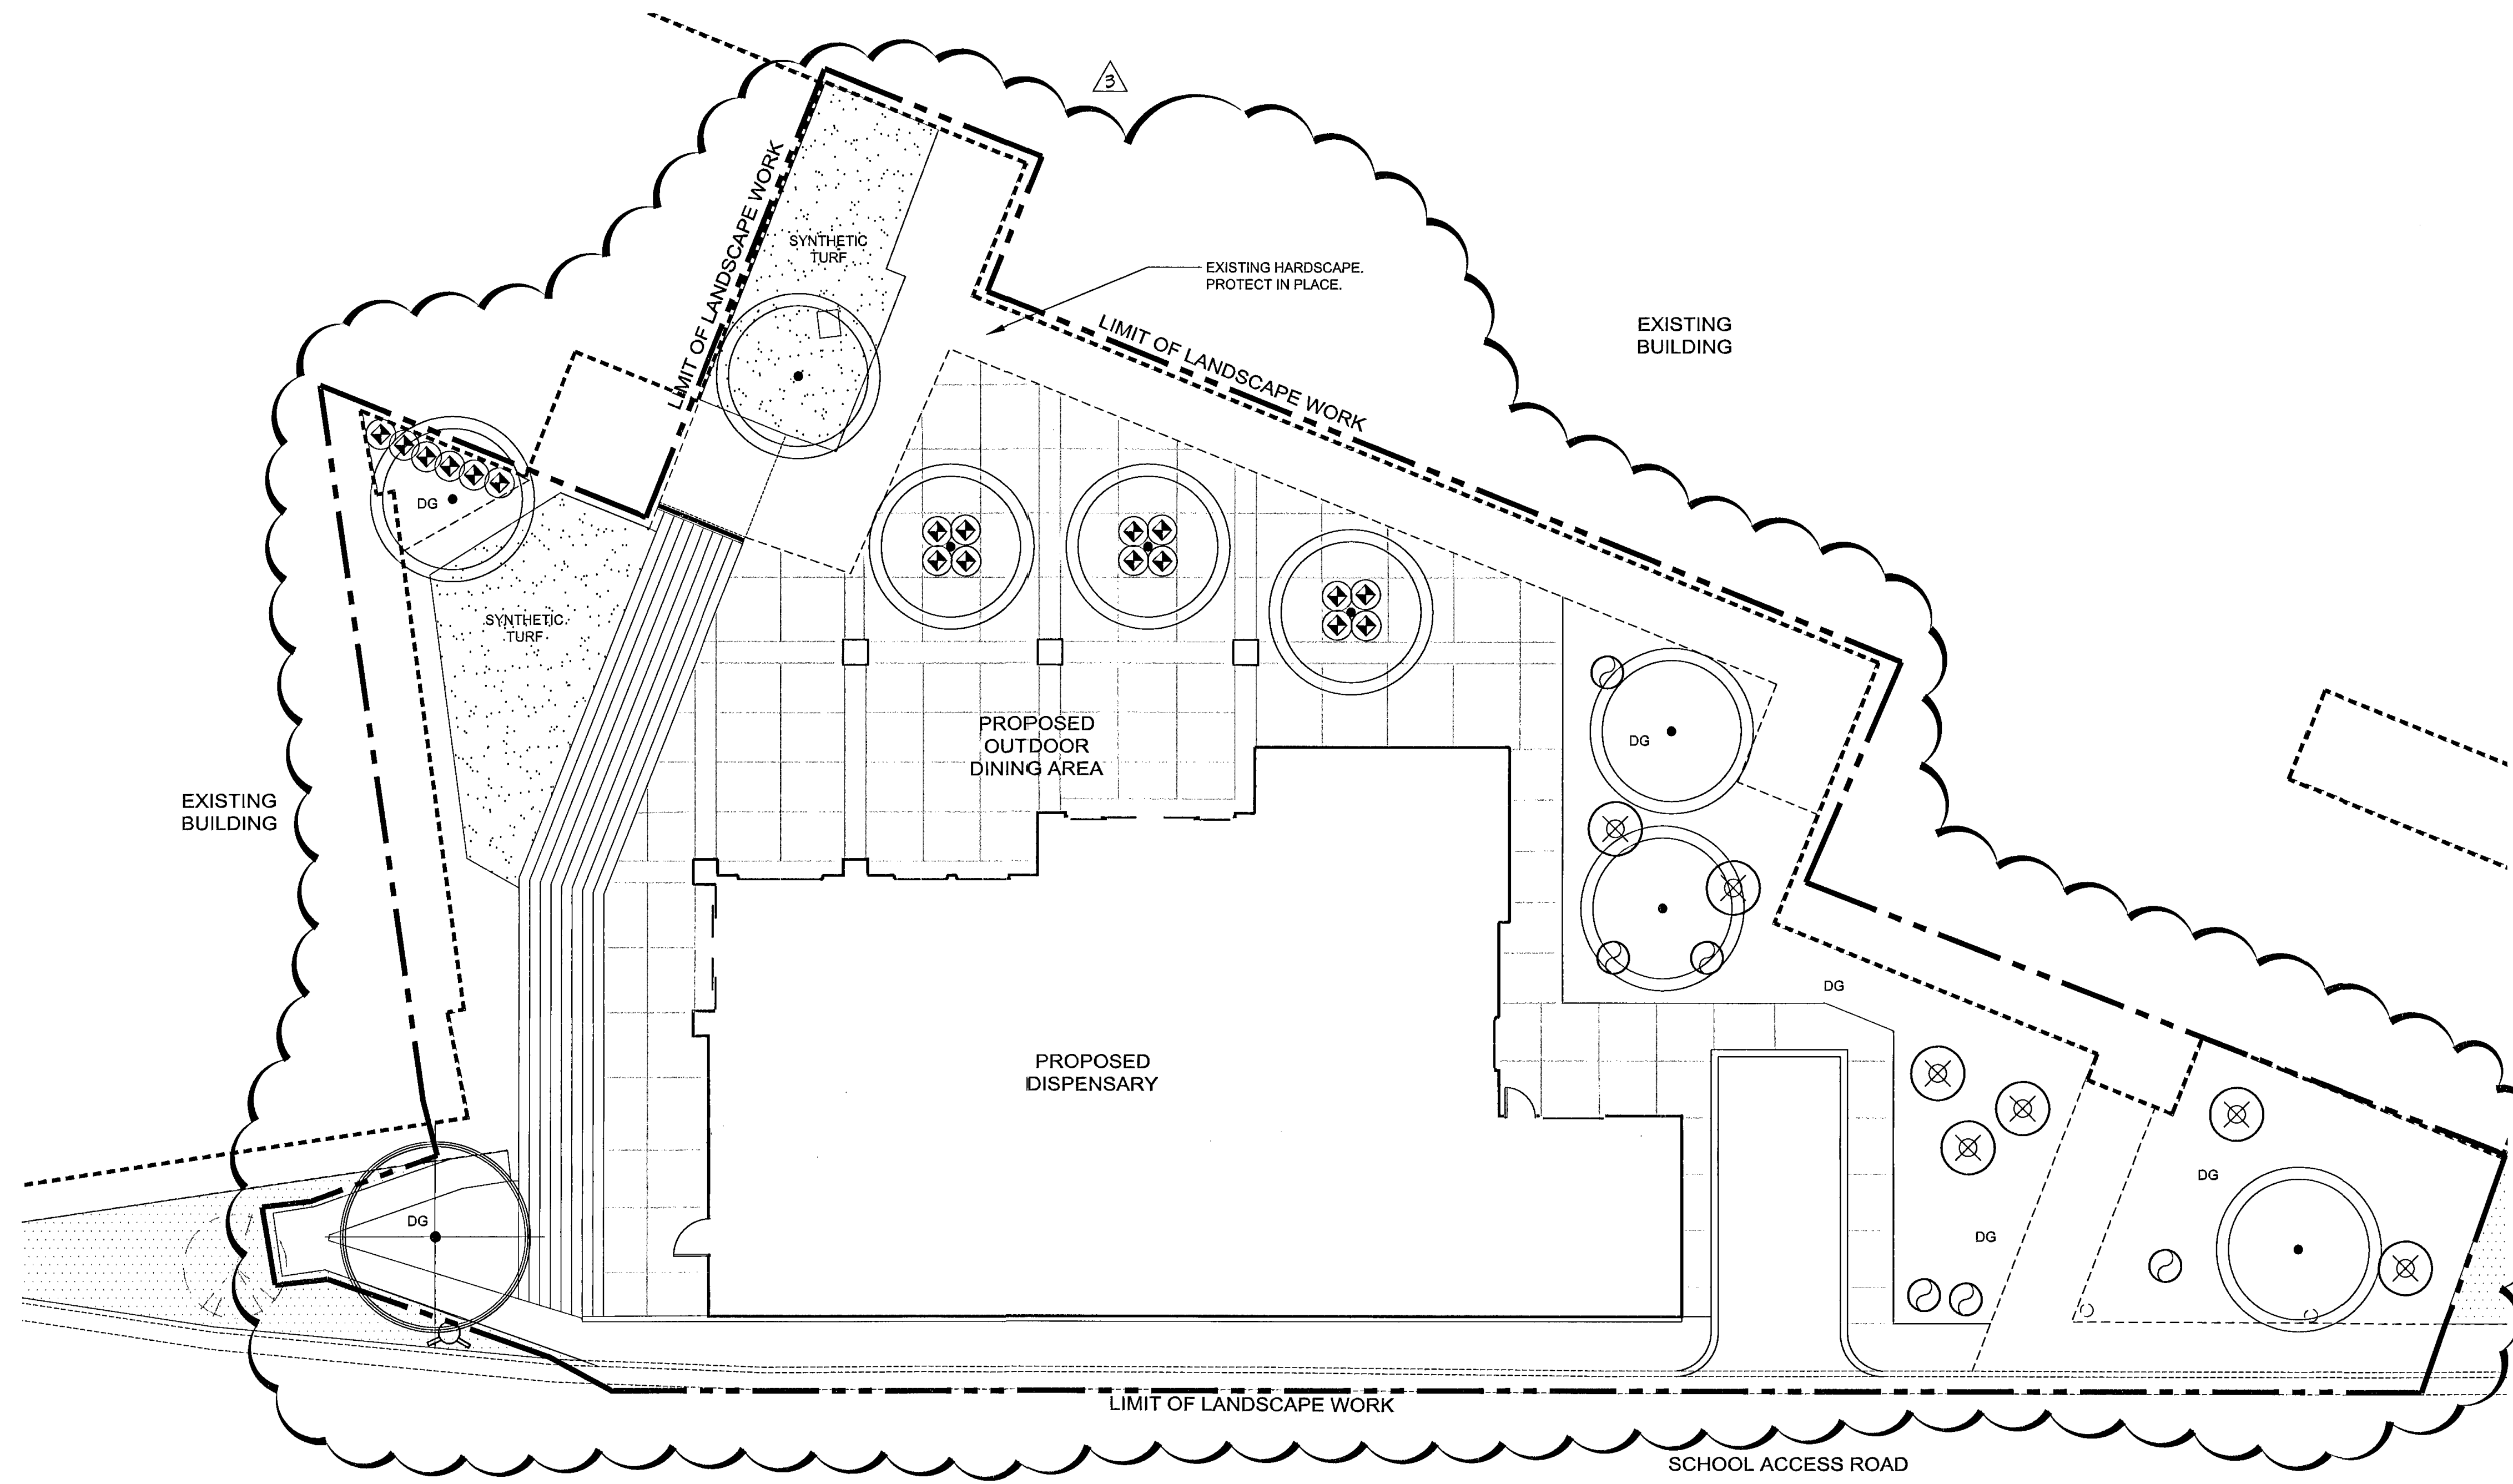 3
LIMIT OF LANDSCAPE WORK
SYNTHETIC
TURF
EXISTING HARDSCAPE.
PROTECT IN PLACE.
LIMIT OF LANDSCAPE WORK
EXISTING
BUILDING
DG
SYNTHETIC
TURF
PROPOSED
OUTDOOR
DINING AREA
DG
EXISTING
BUILDING
DG
PROPOSED
DISPENSARY
DG
DG
DG
LIMIT OF LANDSCAPE WORK
SCHOOL ACCESS ROAD